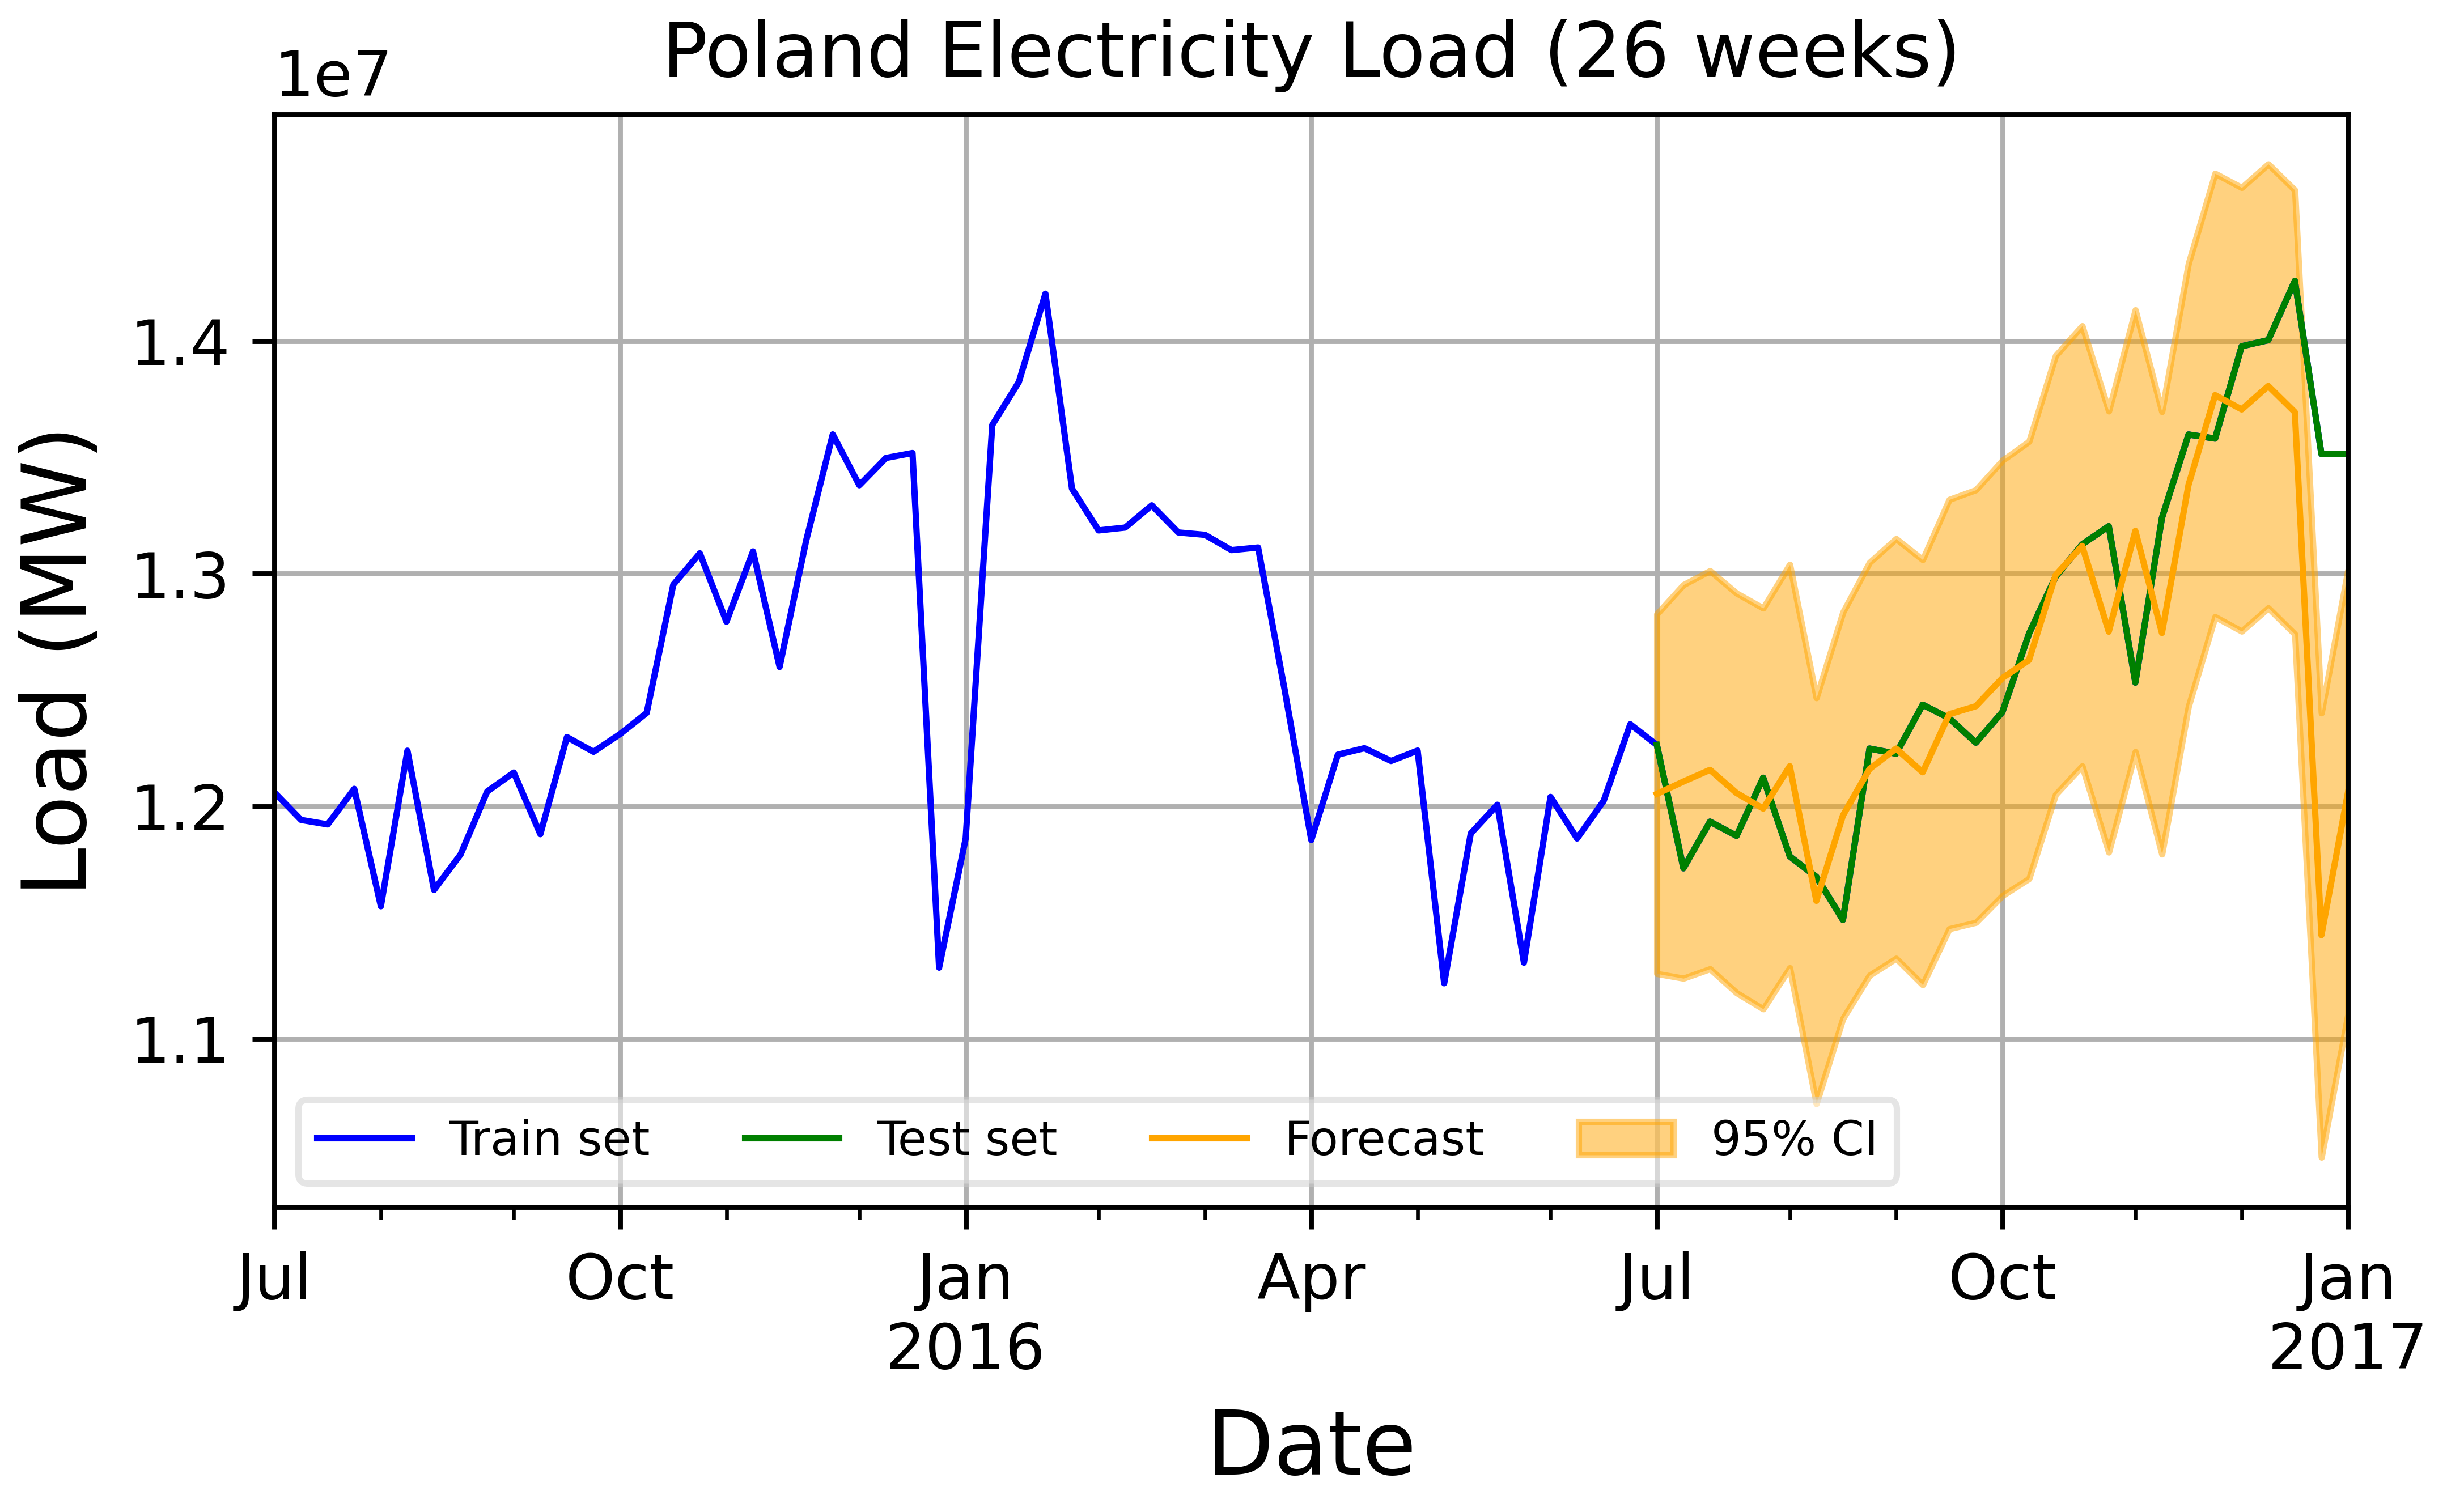 Poland Electricity Load (26 weeks)
1e7
Load (MW)
1.4
1.3
1.2
1.1
Train set
Test set
Forecast
95% CI
Jul
Oct
Jan
2016
Apr
Jul
Oct
Jan
2017
Date